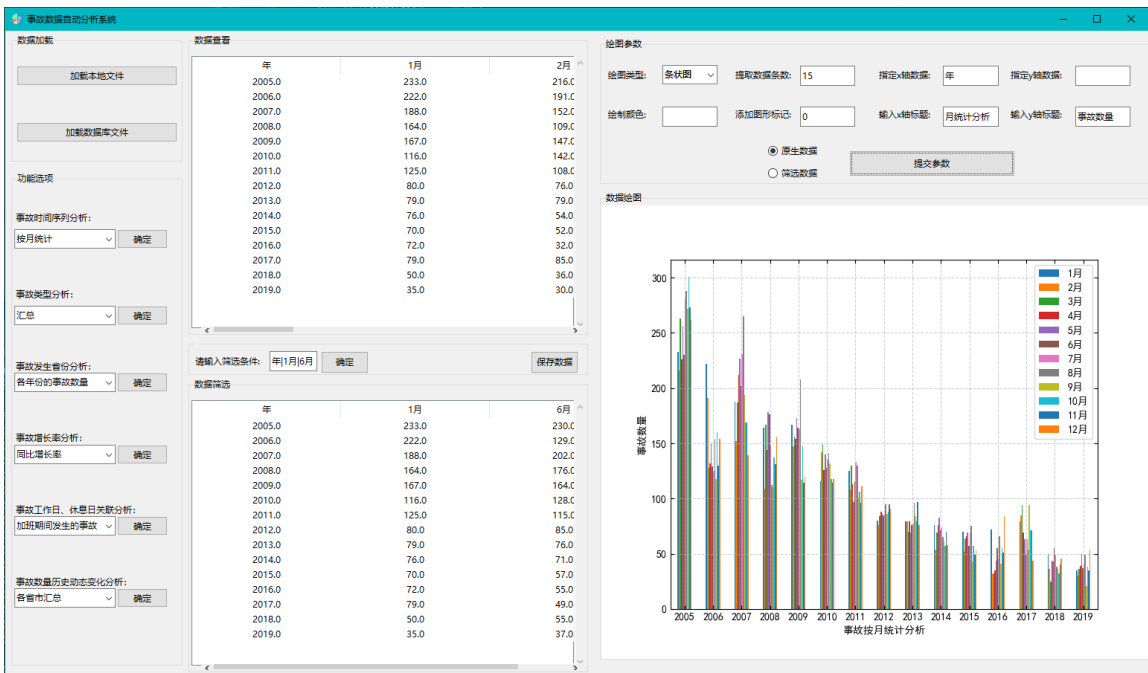 事故数据自动分析系统
数据加载
加载本地文件
加载数据库文件
功能选项
事故时间序列分析:
按月统计 确定
事故类型分析:
汇总 确定
事故发生省份分析:
各年份的事故数量 确定
事故增长率分析:
同比增长率 确定
事故工作日、休息日关联分析:
加班期间发生的事故 确定
事故数量历史动态变化分析:
各省市汇总 确定
数据查看
年 1月 2月
2005.0 233.0 216.0
2006.0 222.0 191.0
2007.0 188.0 152.0
2008.0 164.0 109.0
2009.0 167.0 147.0
2010.0 116.0 142.0
2011.0 125.0 108.0
2012.0 80.0 76.0
2013.0 79.0 79.0
2014.0 76.0 54.0
2015.0 70.0 52.0
2016.0 72.0 32.0
2017.0 79.0 85.0
2018.0 50.0 36.0
2019.0 35.0 30.0
请输入筛选条件: 年|1月|6月 确定 保存数据
数据筛选
年 1月 6月
2005.0 233.0 230.0
2006.0 222.0 129.0
2007.0 188.0 202.0
2008.0 164.0 176.0
2009.0 167.0 164.0
2010.0 116.0 128.0
2011.0 125.0 115.0
2012.0 80.0 85.0
2013.0 79.0 76.0
2014.0 76.0 71.0
2015.0 70.0 57.0
2016.0 72.0 55.0
2017.0 79.0 49.0
2018.0 50.0 55.0
2019.0 35.0 37.0
绘图参数
绘图类型: 条状图 提取数据条数: 15 指定x轴数据: 年 指定y轴数据:
绘制颜色: 添加图形标记: 0 输入x轴标题: 月统计分析 输入y轴标题: 事故数量
原生数据
筛选数据
提交参数
数据绘图
事故数量
300
250
200
150
100
50
0
1月
2月
3月
4月
5月
6月
7月
8月
9月
10月
11月
12月
2005 2006 2007 2008 2009 2010 2011 2012 2013 2014 2015 2016 2017 2018 2019
事故按月统计分析